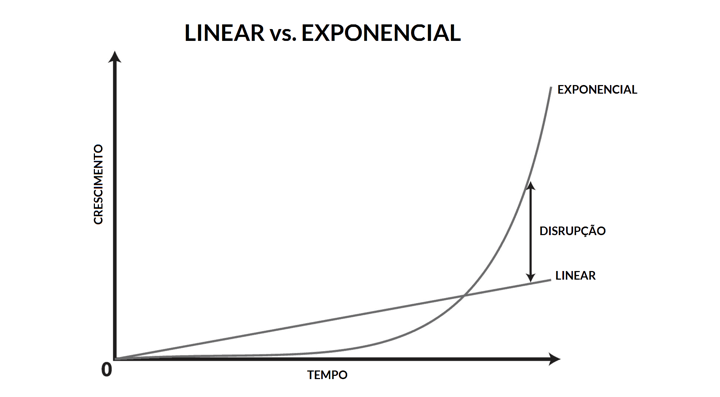 LINEAR vs. EXPONENCIAL
EXPONENCIAL
CRESCIMENTO
DISRUPÇÃO
LINEAR
0
TEMPO